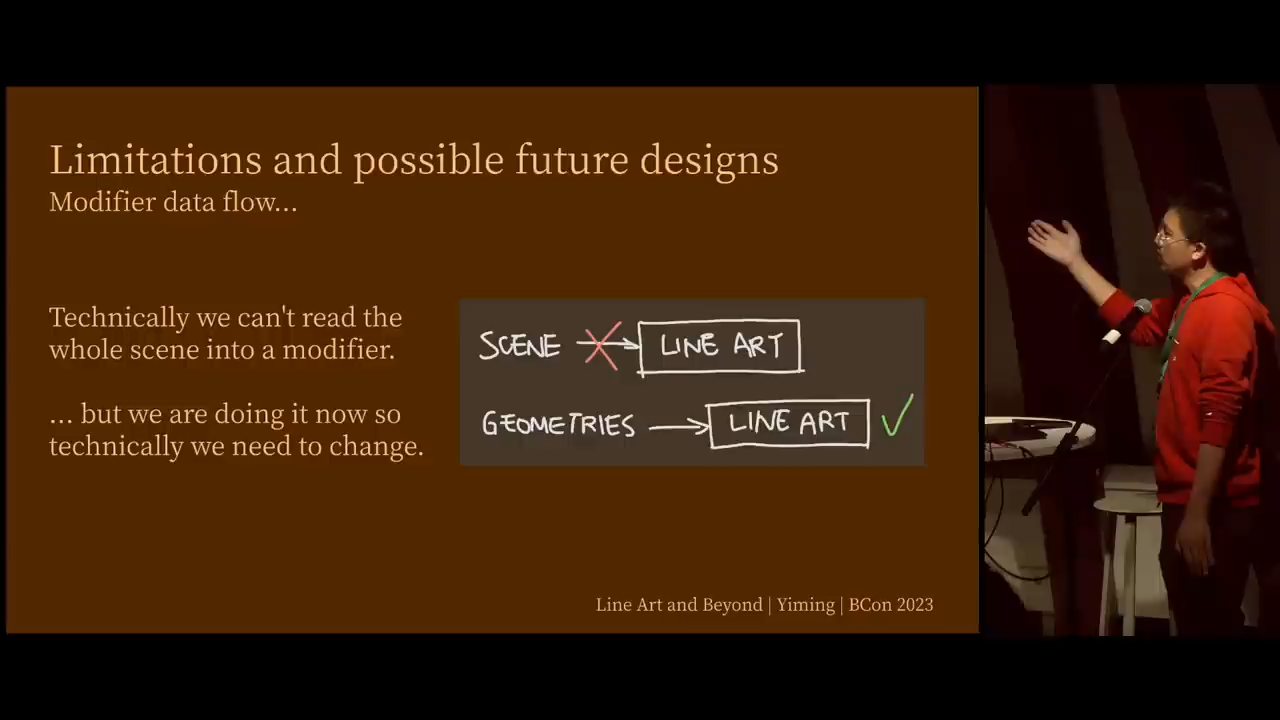 Limitations and possible future designs
Modifier data flow...
Technically we can't read the
whole scene into a modifier.
... but we are doing it now so
technically we need to change.
SCENE LINE ART
GEOMETRIES LINE ART
Line Art and Beyond | Yiming | BCon 2023